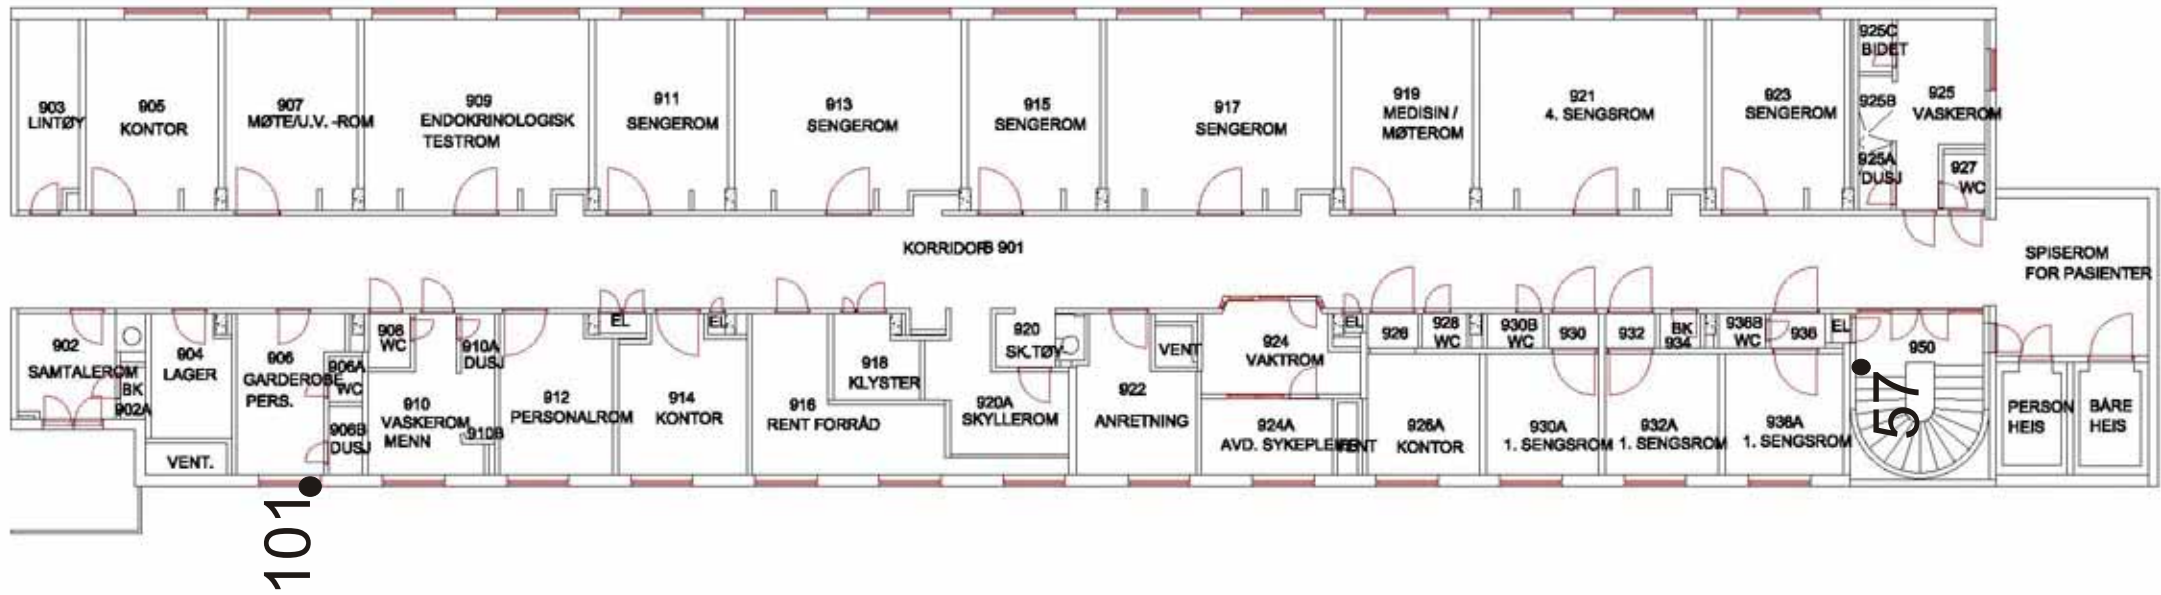 903
LINTØY
905
KONTOR
907
MØTE/U.V. -ROM
909
ENDOKRINOLOGISK
TESTROM
911
SENGEROM
913
SENGEROM
915
SENGEROM
917
SENGEROM
919
MEDISIN /
MØTEROM
921
4. SENGSROM
923
SENGEROM
925C
BIDET
925B
925A
DUSJ
925
VASKEROM
927
WC
KORRIDOR 901
SPISEROM
FOR PASIENTER
902
SAMTALEROM
BK
902A
904
LAGER
VENT.
906
GARDEROBE
PERS.
906A
WC
906B
DUSJ
908
WC
910A
DUSJ
910
VASKEROM
MENN
910B
912
PERSONALROM
EL
914
KONTOR
EL
916
RENT FORRÅD
918
KLYSTER
920
SK.TØY
920A
SKYLLEROM
922
ANRETNING
VENT
924
VAKTROM
924A
AVD. SYKEPLEIER
VENT
EL
926
928
WC
926A
KONTOR
930B
WC
930
930A
1. SENGSROM
932
BK
934
932A
1. SENGSROM
936B
WC
936
936A
1. SENGSROM
EL
950
57
PERSON
HEIS
BÅRE
HEIS
101